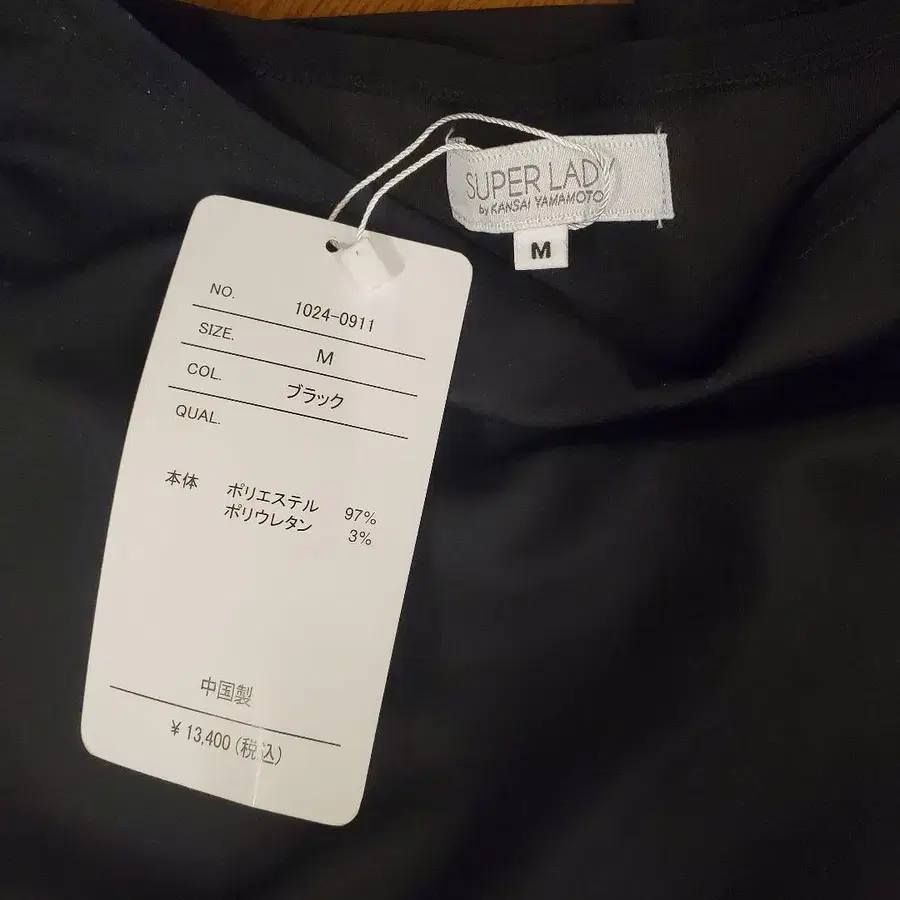 SUPER LADY
by KANSAI YAMAMOTO
M
NO. 1024-0911
SIZE. M
COL. ブラック
QUAL.
本体 ポリエステル 97%
ポリウレタン 3%
中国製
¥ 13,400 (税込)